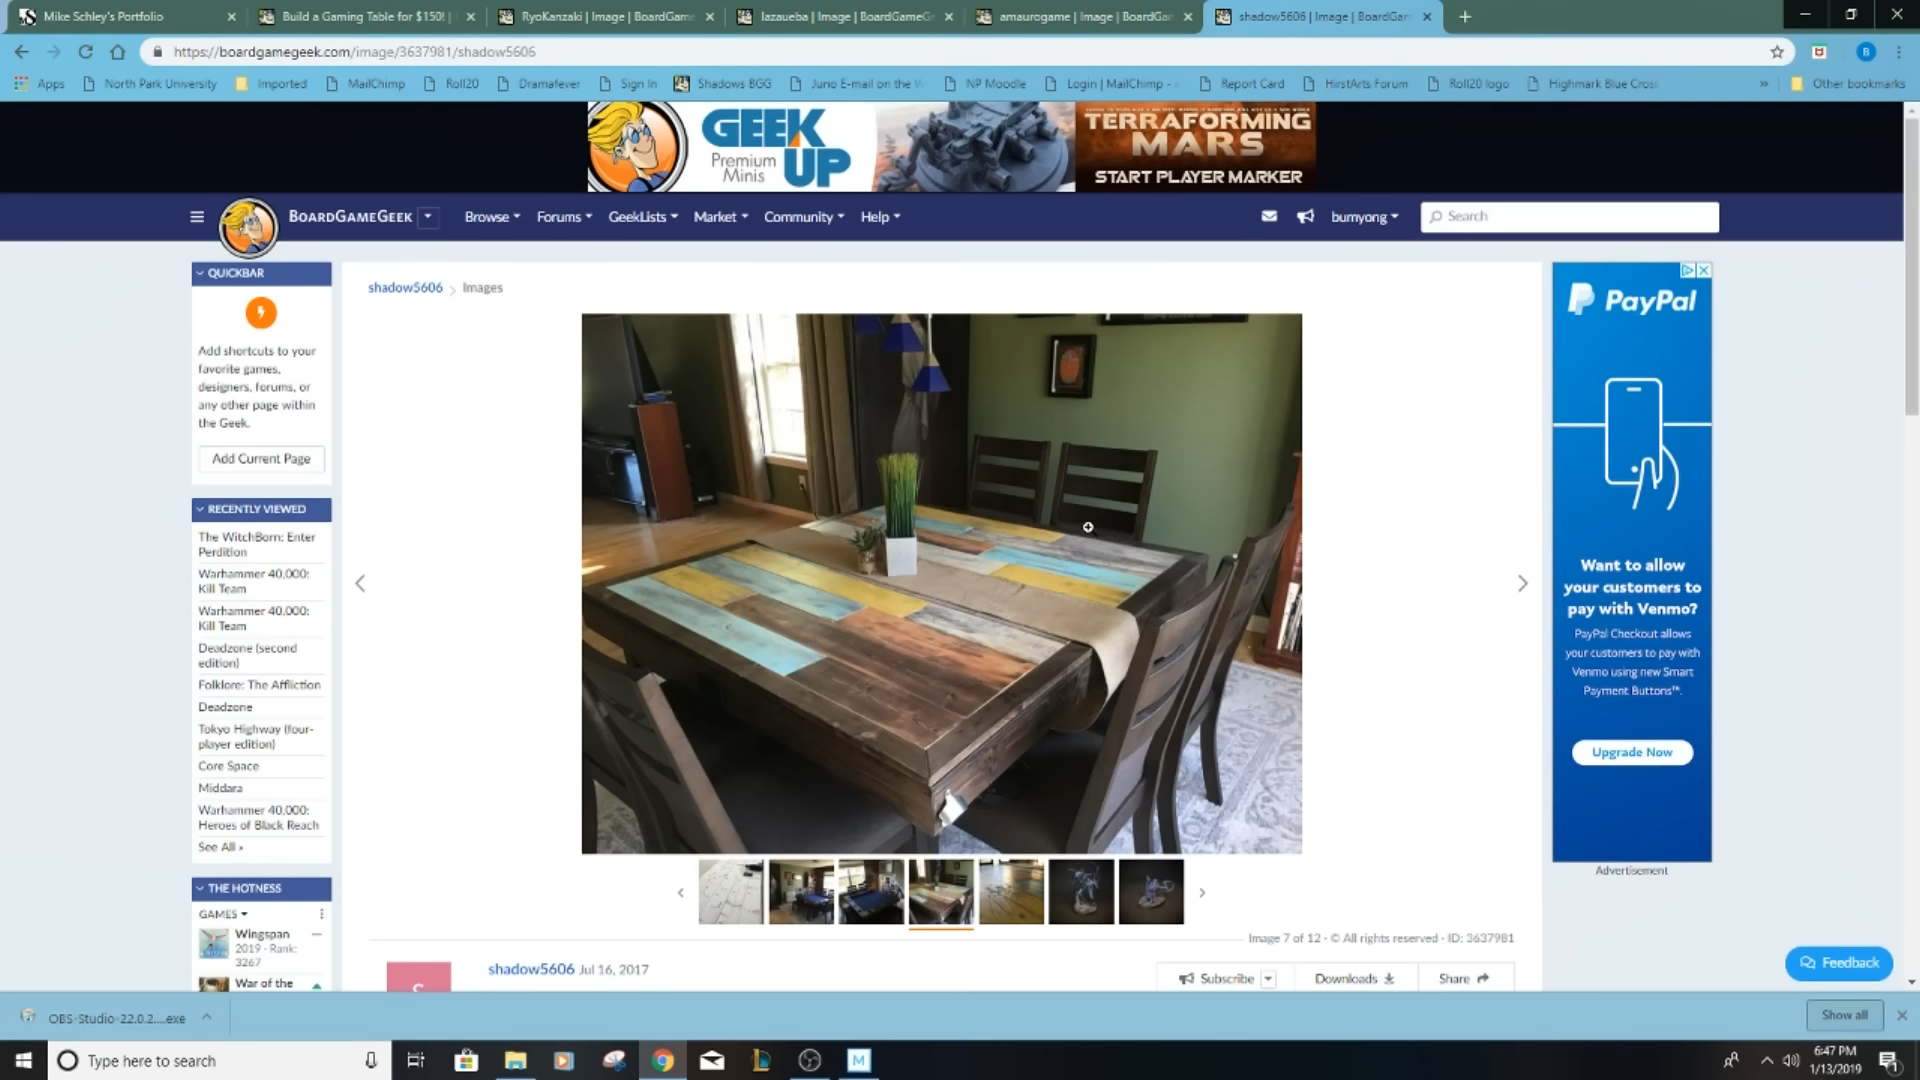 Mike Schley's Portfolio
Build a Gaming Table for $150! |
RyoKanzaki | Image | BoardGame
lazaueba | Image | BoardGameG
amaurogame | Image | BoardGan
shadow5606 | Image | BoardGan
https://boardgamegeek.com/image/3637981/shadow5606
B
Apps
North Park University
Imported
MailChimp
Roll20
Dramafever
Sign In
Shadows BGG
Juno E-mail on the W
NP Moodle
Login | MailChimp -
Report Card
HirstArts Forum
Roll20 logo
Highmark Blue Cross
»
Other bookmarks
GEEK UP
Premium Minis
TERRAFORMING
MARS
START PLAYER MARKER
BOARDGAMEGEEK
Browse
Forums
GeekLists
Market
Community
Help
bumyong
Search
QUICKBAR
Add shortcuts to your
favorite games,
designers, forums, or
any other page within
the Geek.
Add Current Page
RECENTLY VIEWED
The WitchBorn: Enter
Perdition
Warhammer 40,000:
Kill Team
Warhammer 40,000:
Kill Team
Deadzone (second
edition)
Folklore: The Affliction
Deadzone
Tokyo Highway (four-
player edition)
Core Space
Middara
Warhammer 40,000:
Heroes of Black Reach
See All »
THE HOTNESS
GAMES
Wingspan
2019 - Rank:
3267
War of the
shadow5606 > Images
Image 7 of 12 · © All rights reserved · ID: 3637981
S
shadow5606 Jul 16, 2017
Subscribe
Downloads
Share
PayPal
Want to allow
your customers to
pay with Venmo?
PayPal Checkout allows
your customers to pay with
Venmo using new Smart
Payment Buttons™.
Upgrade Now
Advertisement
Feedback
OBS-Studio-22.0.2....exe
Show all
Type here to search
M
6:47 PM
1/13/2019
1